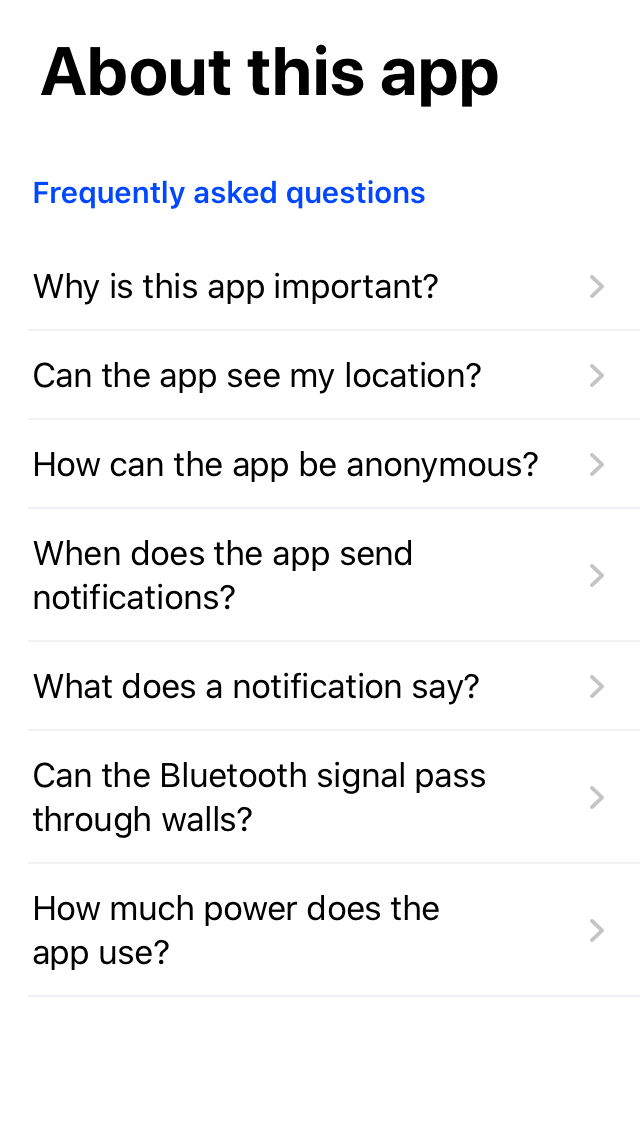 About this app
Frequently asked questions
Why is this app important?
Can the app see my location?
How can the app be anonymous?
When does the app send
notifications?
What does a notification say?
Can the Bluetooth signal pass
through walls?
How much power does the
app use?